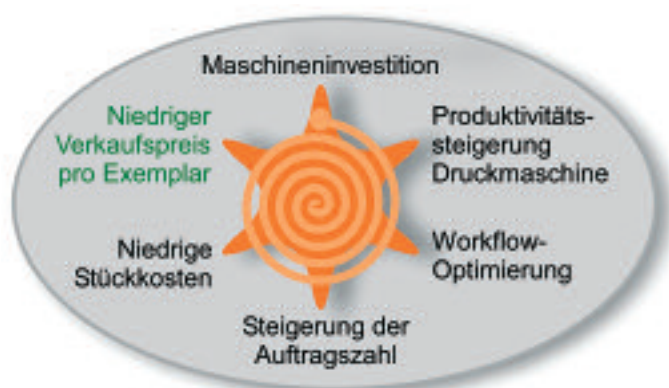 Maschineninvestition
Niedriger
Verkaufspreis
pro Exemplar
Produktivitäts-
steigerung
Druckmaschine
Niedrige
Stückkosten
Workflow-
Optimierung
Steigerung der
Auftragszahl